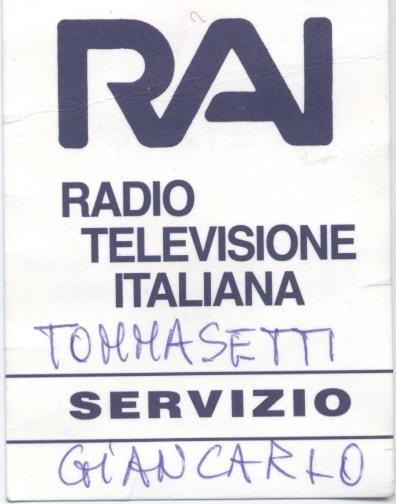 RAI
RADIO
TELEVISIONE
ITALIANA
TOMMASETTI
SERVIZIO
GIANCARLO